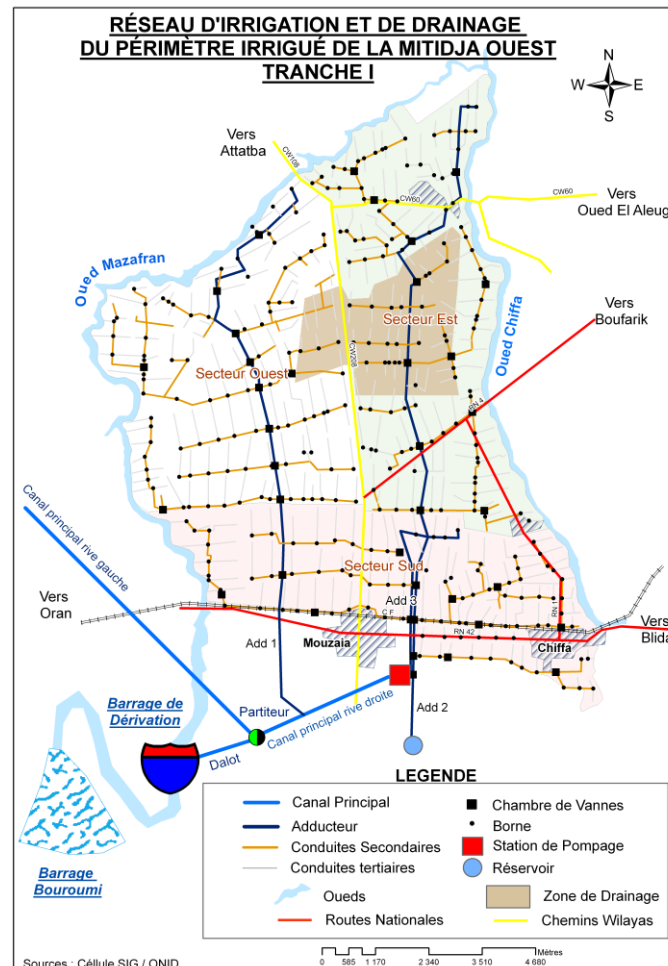 RÉSEAU D'IRRIGATION ET DE DRAINAGE
DU PÉRIMÈTRE IRRIGUÉ DE LA MITIDJA OUEST
TRANCHE I
N
W E
S
Vers
Attatba
CW108
CW60
CW60
Vers
Oued El Aleug
Oued Mazafran
Secteur Est
Oued Chiffa
Vers
Boufarik
Secteur Ouest
CW208
RN 4
Canal principal rive gauche
Secteur Sud
Vers
Oran
Add 3
C F
RN
Vers
Blida
Add 1
Mouzaia
RN 42
Chiffa
Barrage de
Dérivation
Partiteur
Canal principal rive droite
Add 2
Dalot
Barrage
Bouroumi
LEGENDE
Canal Principal
Adducteur
Conduites Secondaires
Conduites tertiaires
Oueds
Routes Nationales
Chambre de Vannes
Borne
Station de Pompage
Réservoir
Zone de Drainage
Chemins Wilayas
Sources : Céllule SIG / ONID
Mètres
0 585 1 170 2 340 3 510 4 680